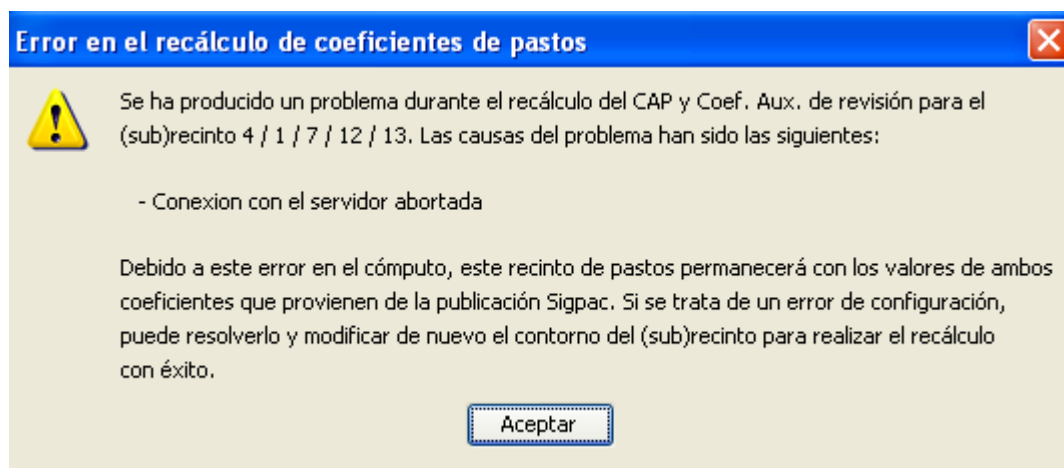 Error en el recálculo de coeficientes de pastos
Se ha producido un problema durante el recálculo del CAP y Coef. Aux. de revisión para el
(sub)recinto 4 / 1 / 7 / 12 / 13. Las causas del problema han sido las siguientes:
- Conexion con el servidor abortada
Debido a este error en el cómputo, este recinto de pastos permanecerá con los valores de ambos
coeficientes que provienen de la publicación Sigpac. Si se trata de un error de configuración,
puede resolverlo y modificar de nuevo el contorno del (sub)recinto para realizar el recálculo
con éxito.
Aceptar